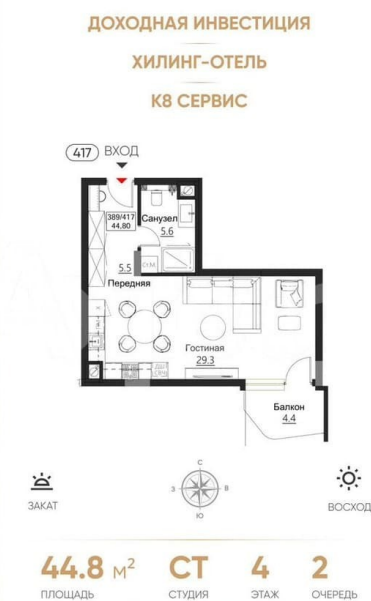 ДОХОДНАЯ ИНВЕСТИЦИЯ
ХИЛИНГ-ОТЕЛЬ
К8 СЕРВИС
417 ВХОД
389/417
44,80
Санузел
5.6
Ст.М.
5.5
Передняя
Гостиная
29.3
Балкон
4.4
С
З В
Ю
ЗАКАТ
ВОСХОД
44.8 м² СТ 4 2
ПЛОЩАДЬ СТУДИЯ ЭТАЖ ОЧЕРЕДЬ